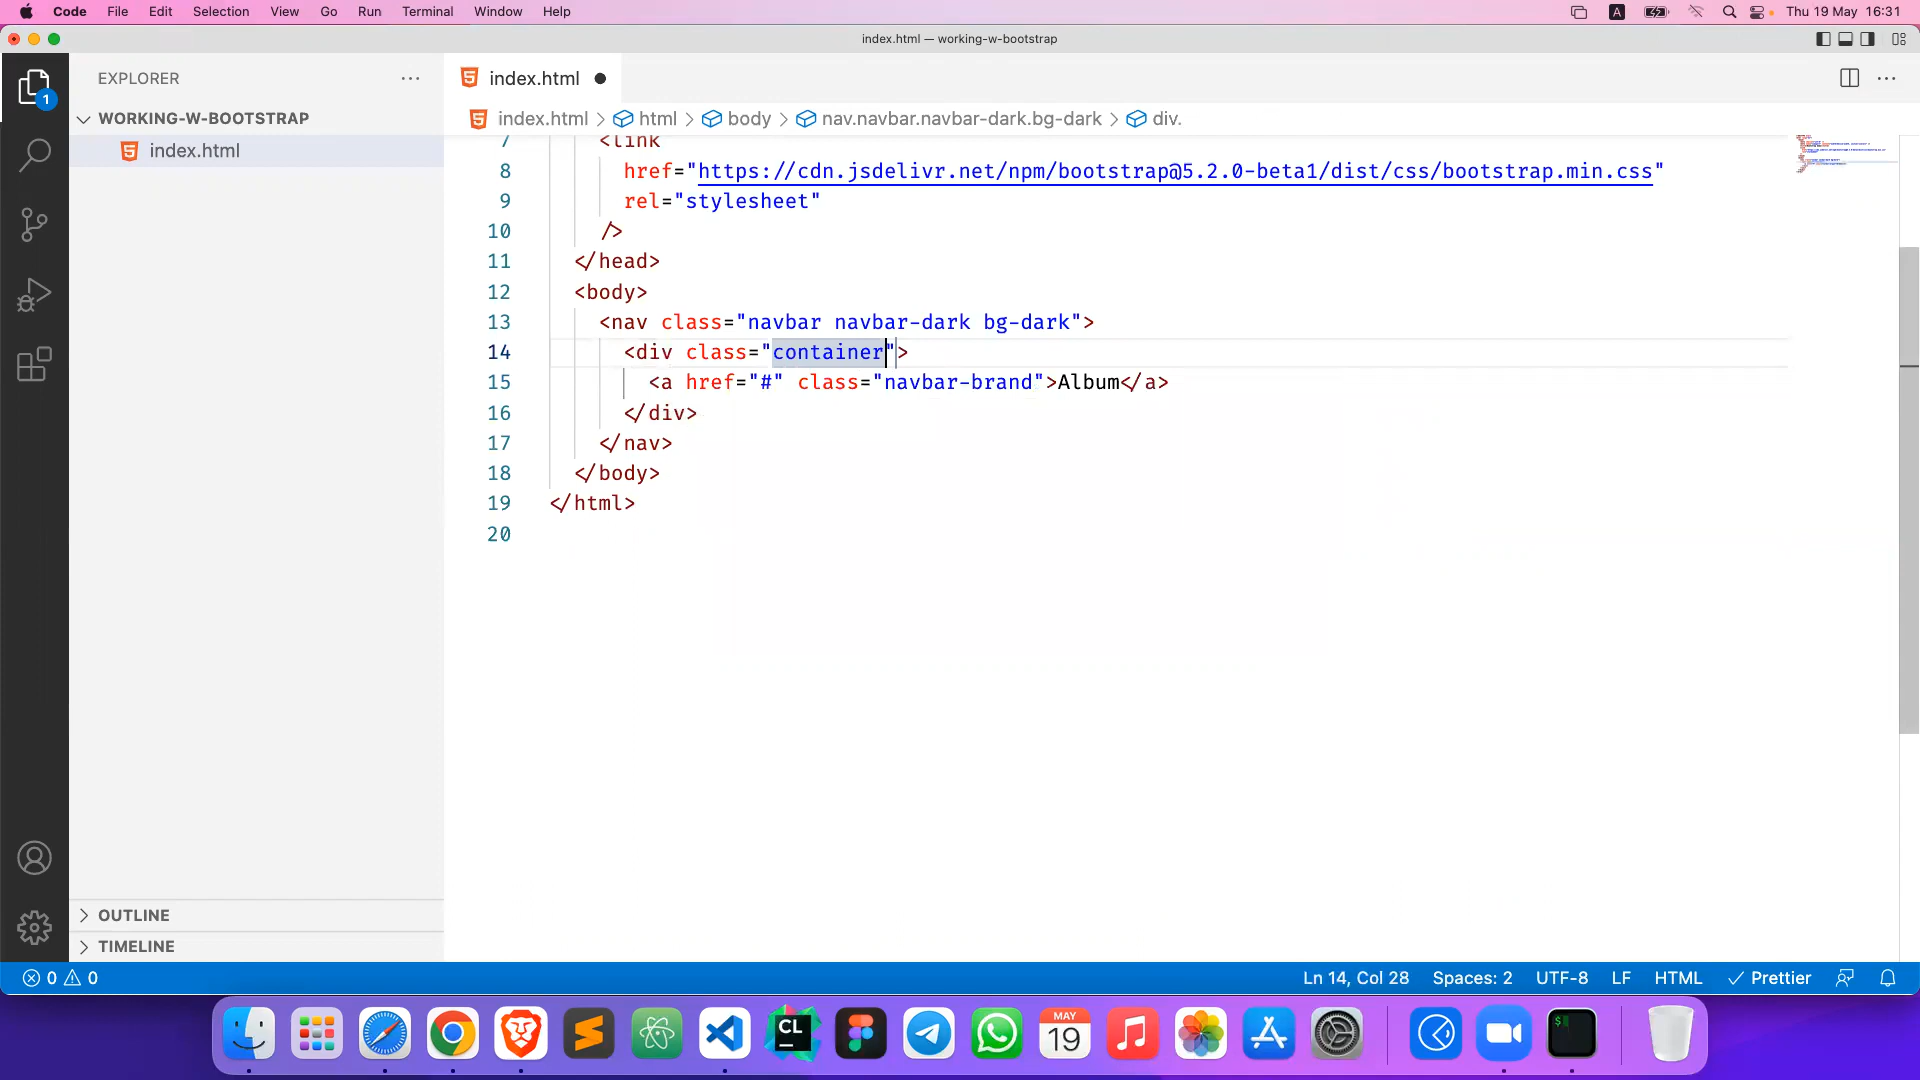 Code File Edit Selection View Go Run Terminal Window Help A Thu 19 May 16:31
index.html — working-w-bootstrap
EXPLORER
WORKING-W-BOOTSTRAP
index.html
1
index.html
index.html > html > body > nav.navbar.navbar-dark.bg-dark > div.
7 <link
8 href="https://cdn.jsdelivr.net/npm/bootstrap@5.2.0-beta1/dist/css/bootstrap.min.css"
9 rel="stylesheet"
10 />
11 </head>
12 <body>
13 <nav class="navbar navbar-dark bg-dark">
14 <div class="container">
15 <a href="#" class="navbar-brand">Album</a>
16 </div>
17 </nav>
18 </body>
19 </html>
20
OUTLINE
TIMELINE
0 0 Ln 14, Col 28 Spaces: 2 UTF-8 LF HTML Prettier
CL
MAY
19
$